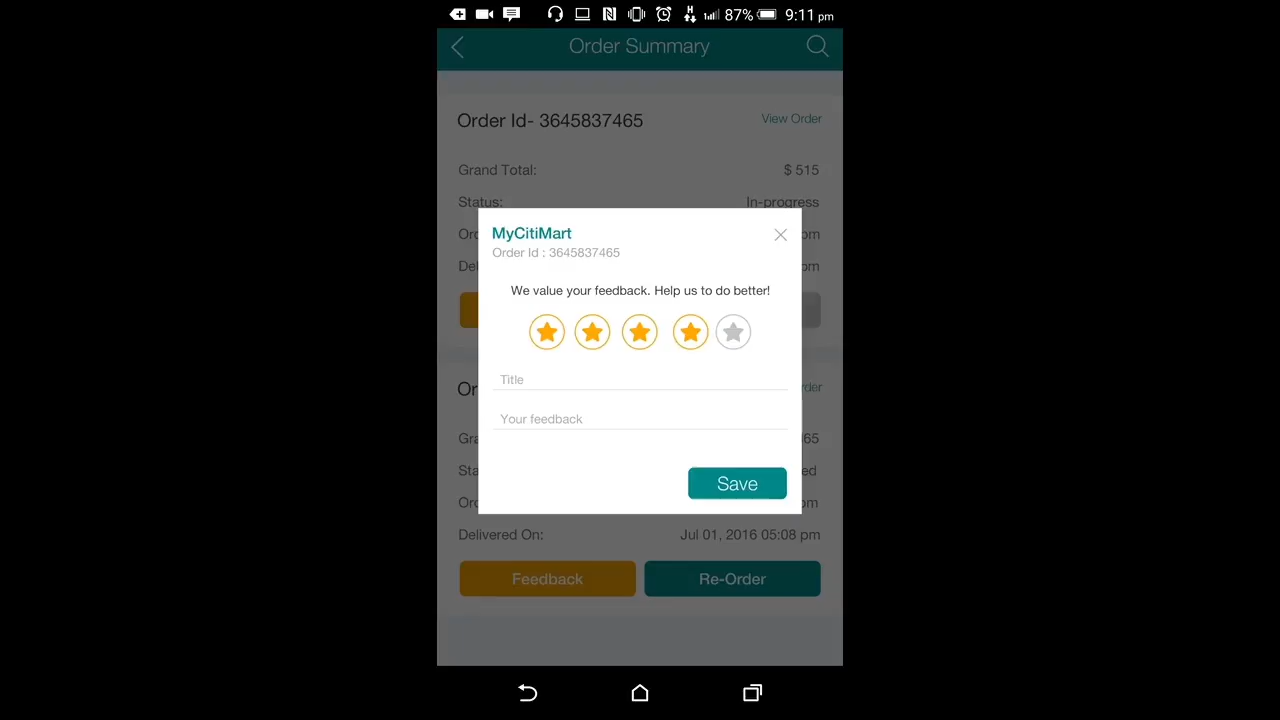 87% 9:11 pm
Order Summary
Order Id- 3645837465 View Order
Grand Total: $ 515
Status: In-progress
MyCitiMart
Order Id : 3645837465
We value your feedback. Help us to do better!
Title
Your feedback
Save
Delivered On: Jul 01, 2016 05:08 pm
Feedback Re-Order